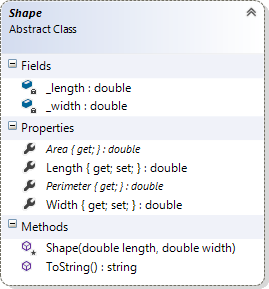 Shape
Abstract Class
Fields
_length : double
_width : double
Properties
Area { get; } : double
Length { get; set; } : double
Perimeter { get; } : double
Width { get; set; } : double
Methods
Shape(double length, double width)
ToString() : string